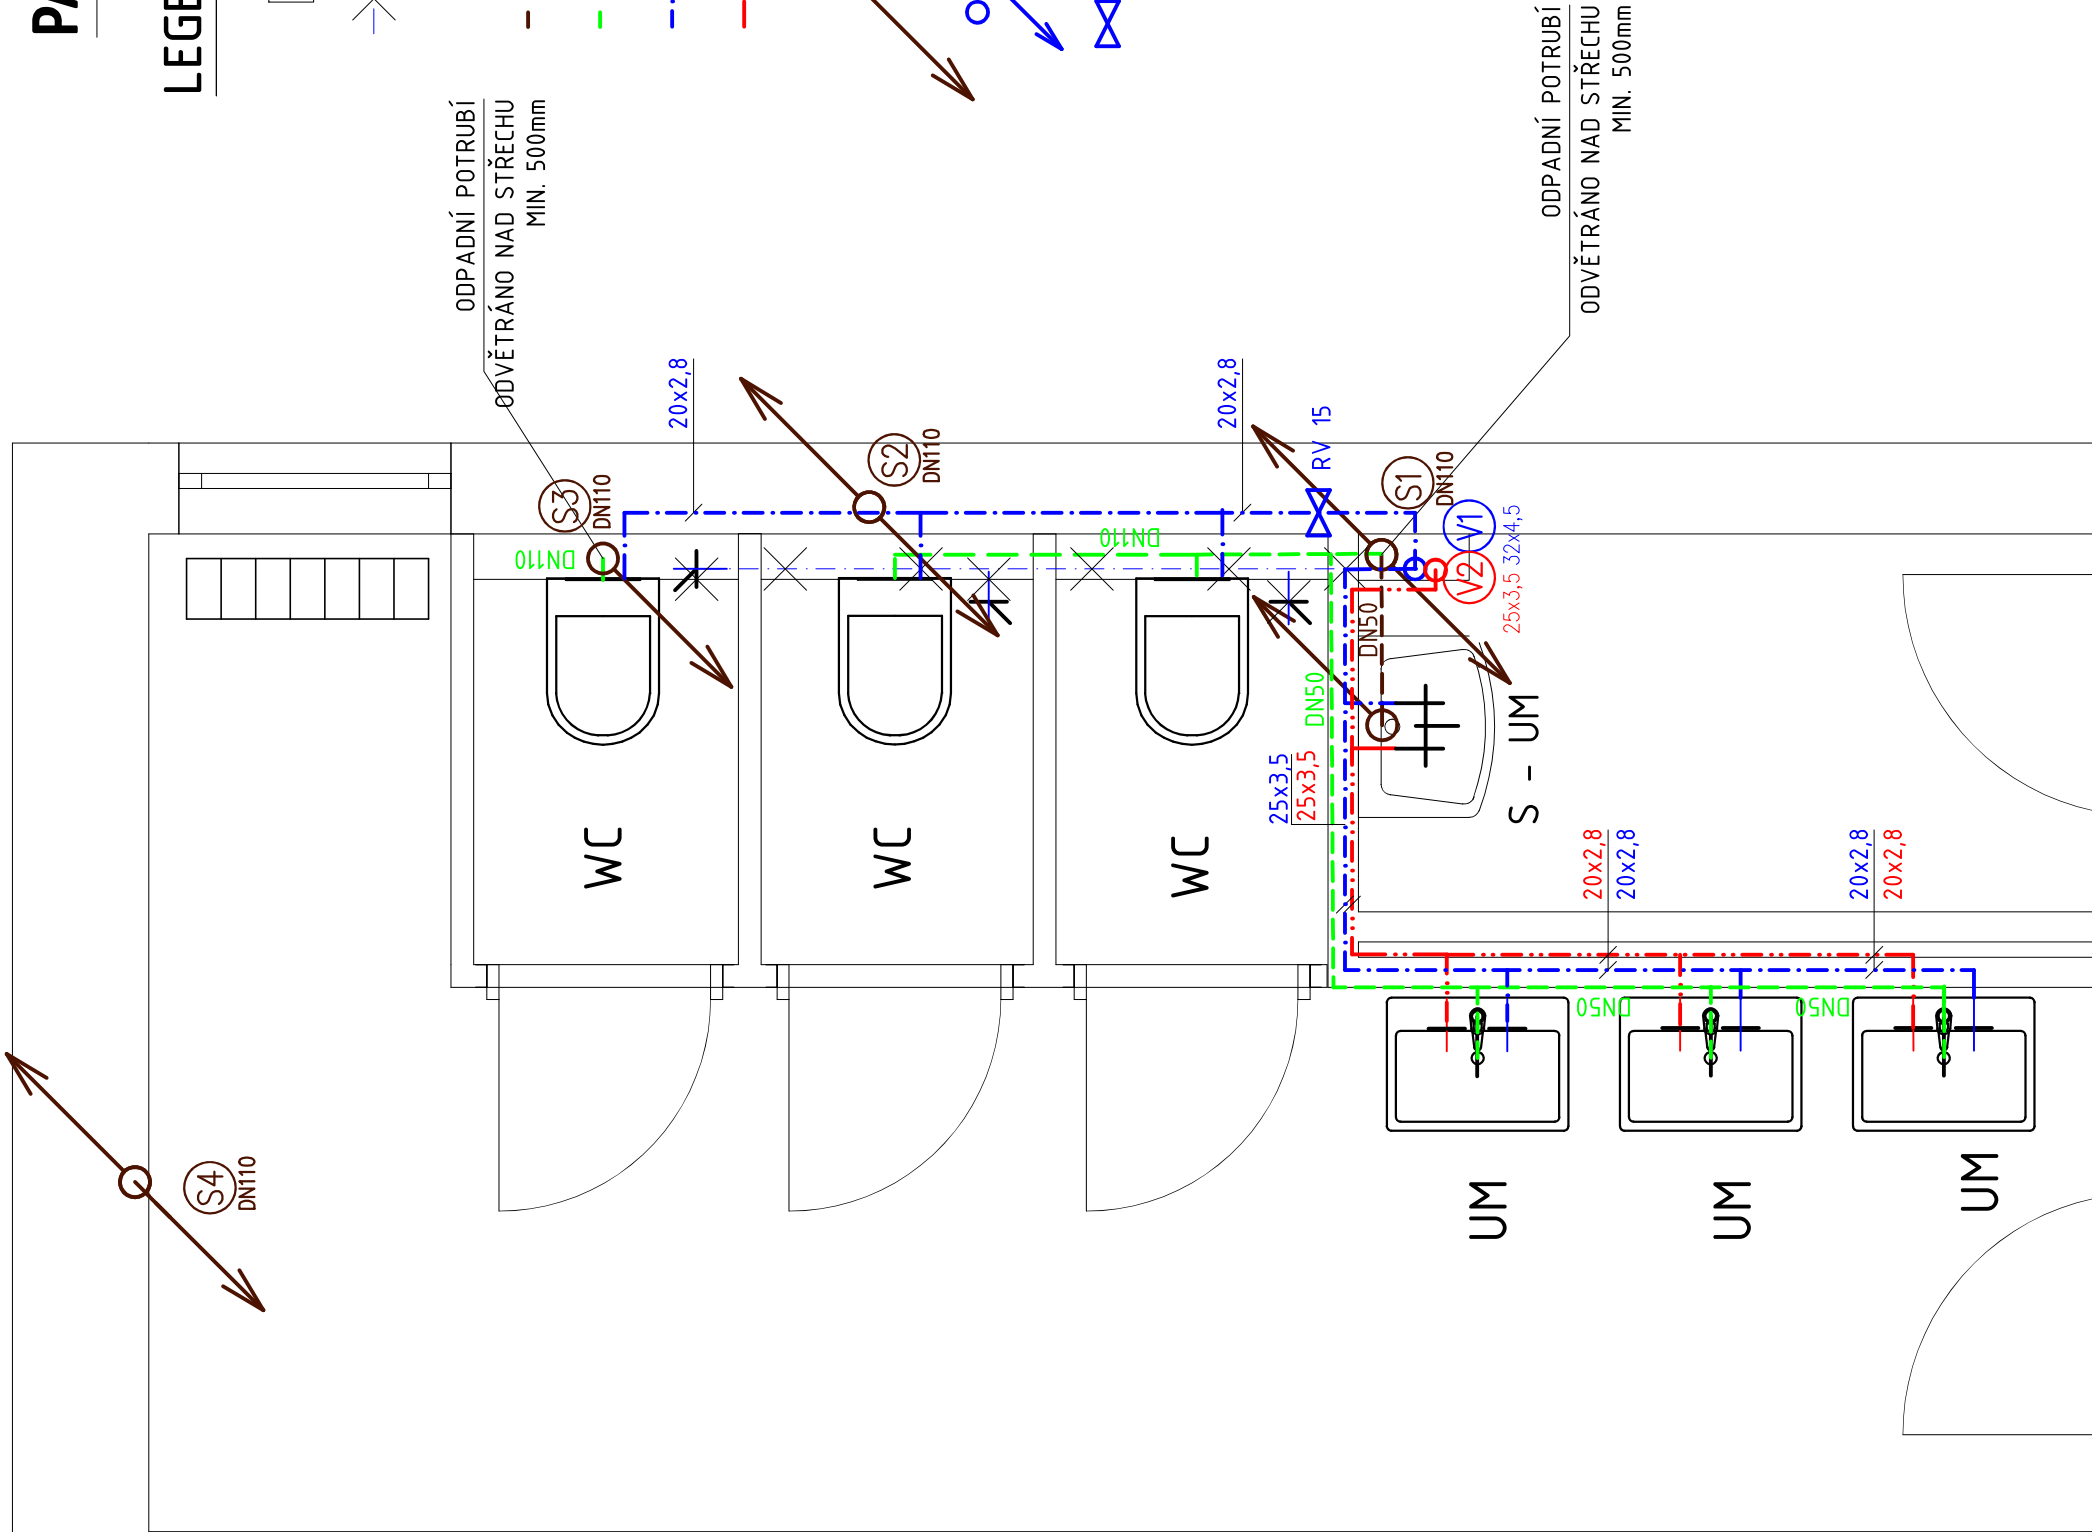 ODPADNÍ POTRUBÍ
ODVĚTRÁNO NAD STŘECHU
MIN. 500mm
ODPADNÍ POTRUBÍ
ODVĚTRÁNO NAD STŘECHU
MIN. 500mm
20x2,8
20x2,8
RV 15
S3
DN110
S2
DN110
S1
DN110
V1
32x4,5
V2
25x3,5
DN110
DN110
DN50
DN50
25x3,5
25x3,5
WC
WC
WC
S - UM
20x2,8
20x2,8
20x2,8
20x2,8
DN50
DN50
UM
UM
UM
S4
DN110